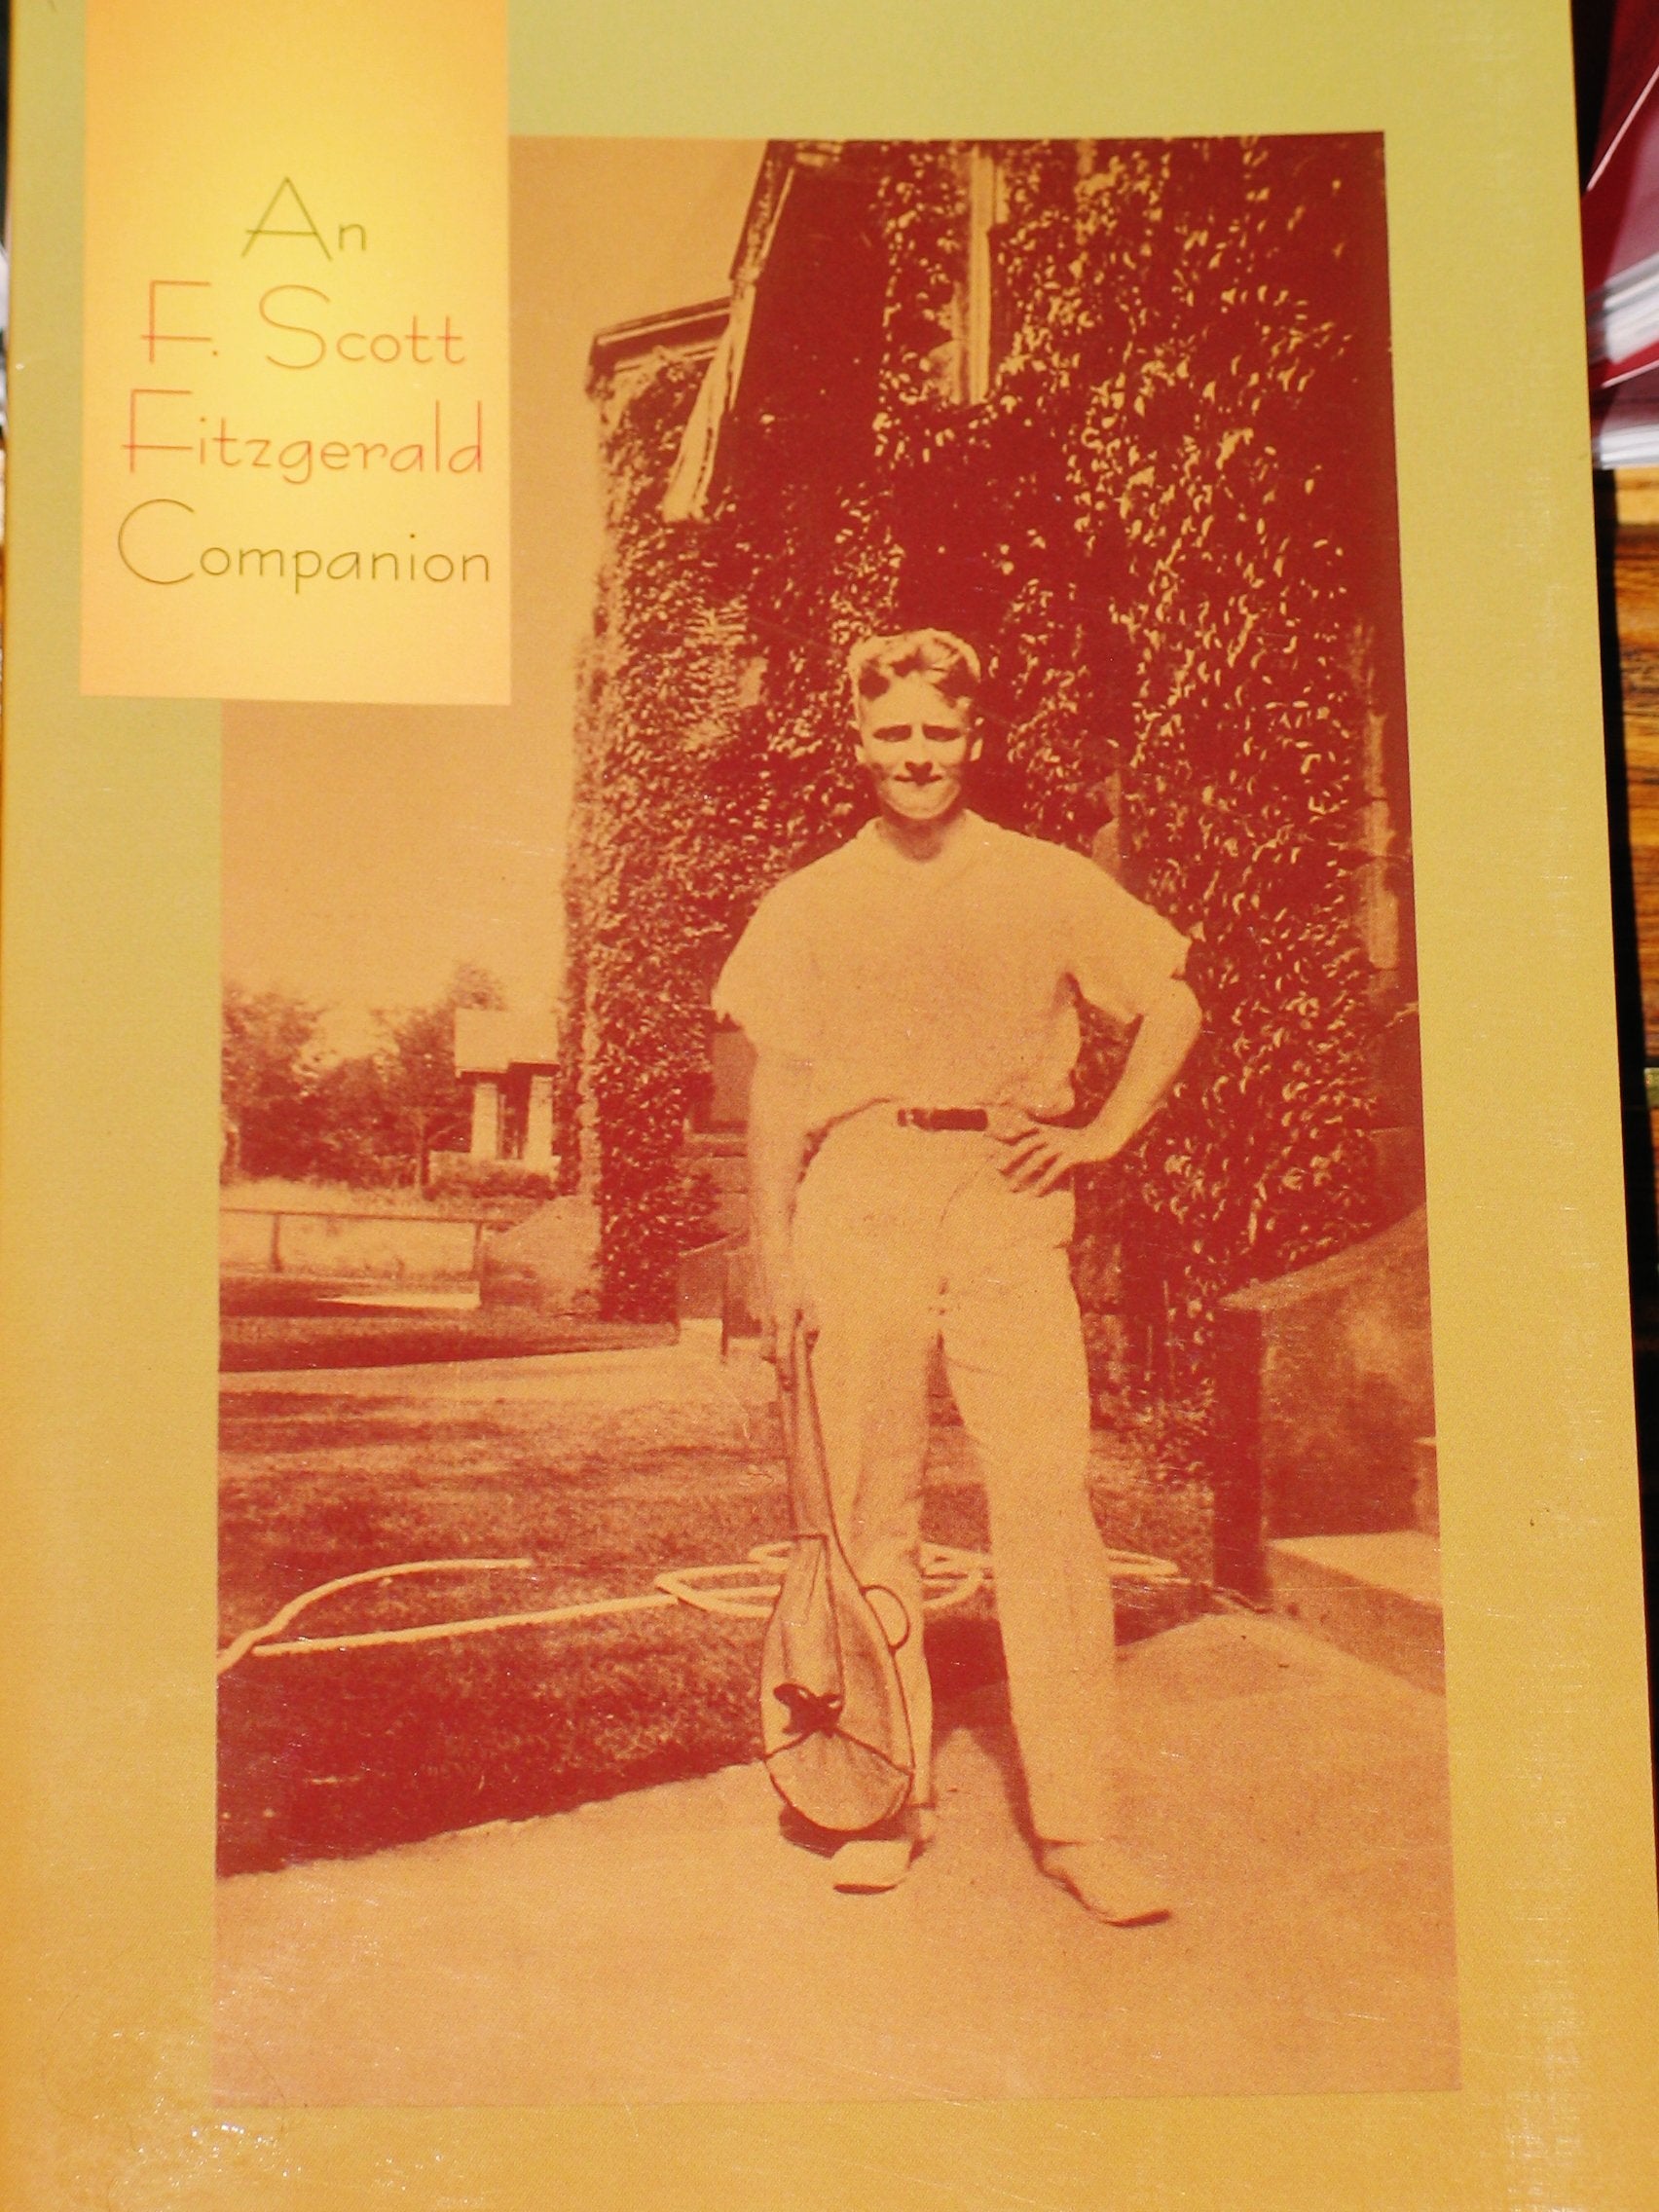 An
F. Scott
Fitzgerald
Companion